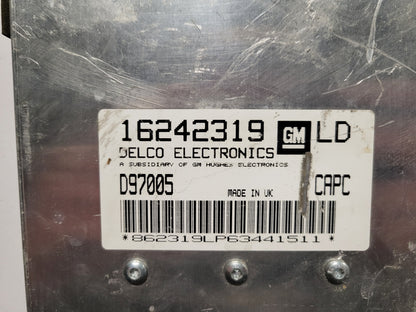 16242319 GM LD
DELCO ELECTRONICS
A SUBSIDIARY OF GM HUGHES ELECTRONICS
D97005 MADE IN UK CAPC
*862319LP63441511*